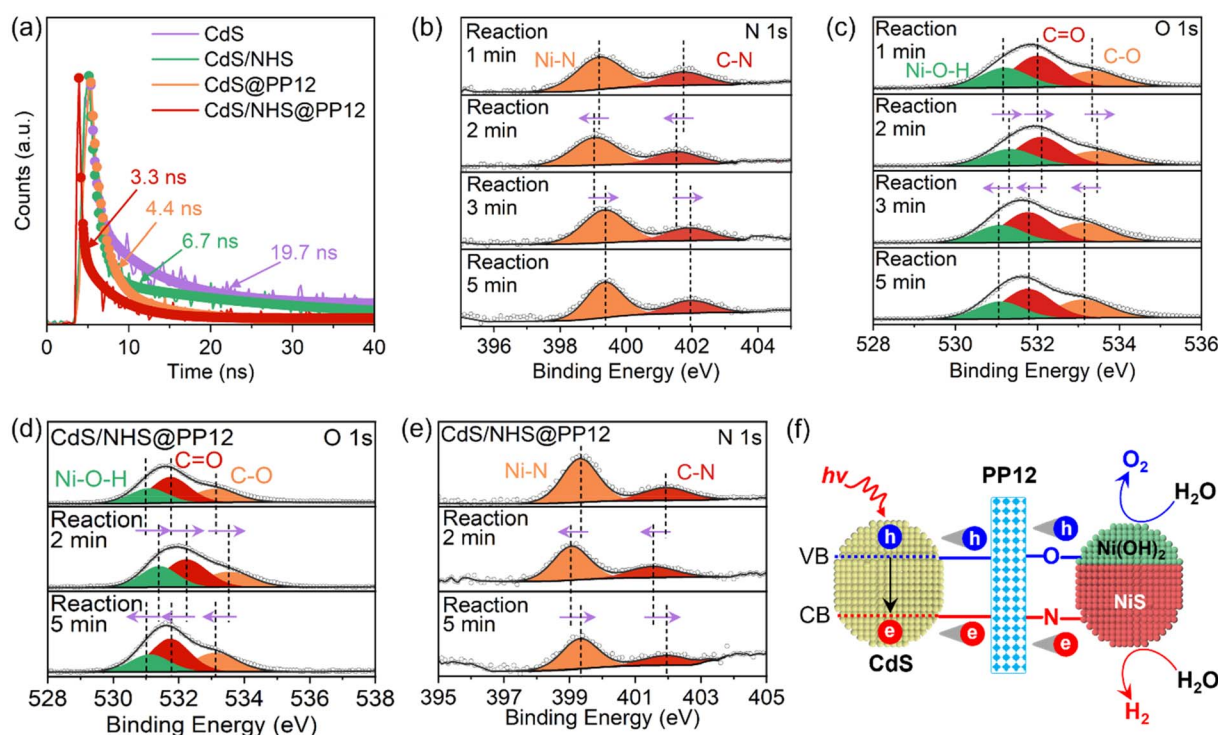 (a)
CdS
CdS/NHS
CdS@PP12
CdS/NHS@PP12
3.3 ns
4.4 ns
6.7 ns
19.7 ns
Counts (a.u.)
0 10 20 30 40
Time (ns)
(b)
Reaction
1 min
N 1s
Ni-N
C-N
Reaction
2 min
Reaction
3 min
Reaction
5 min
396 398 400 402 404
Binding Energy (eV)
(c)
Reaction
1 min
O 1s
C=O
Ni-O-H
C-O
Reaction
2 min
Reaction
3 min
Reaction
5 min
528 530 532 534 536
Binding Energy (eV)
(d)
CdS/NHS@PP12 O 1s
C=O
Ni-O-H
C-O
Reaction
2 min
Reaction
5 min
528 530 532 534 536 538
Binding Energy (eV)
(e)
CdS/NHS@PP12 N 1s
Ni-N
C-N
Reaction
2 min
Reaction
5 min
395 397 399 401 403 405
Binding Energy (eV)
(f)
O2
hv
PP12
H2O
h
h
h
Ni(OH)2
VB
O
NiS
CB
N
e
e
e
CdS
H2O
H2